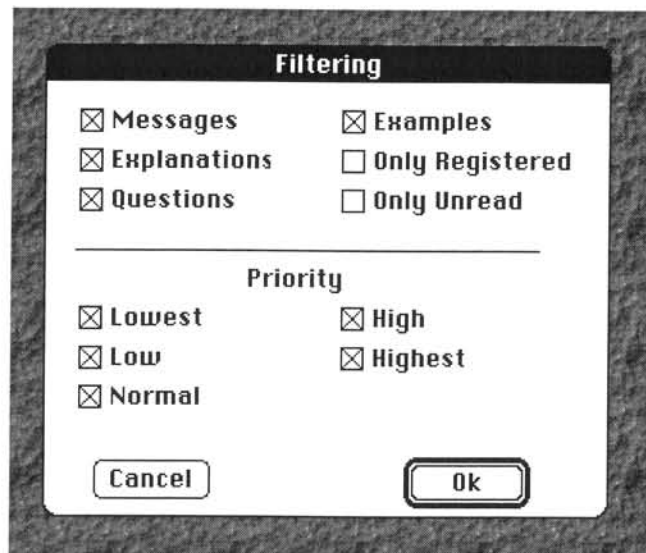 Filtering
Messages
Explanations
Questions
Examples
Only Registered
Only Unread
Priority
Lowest
Low
Normal
High
Highest
Cancel
Ok